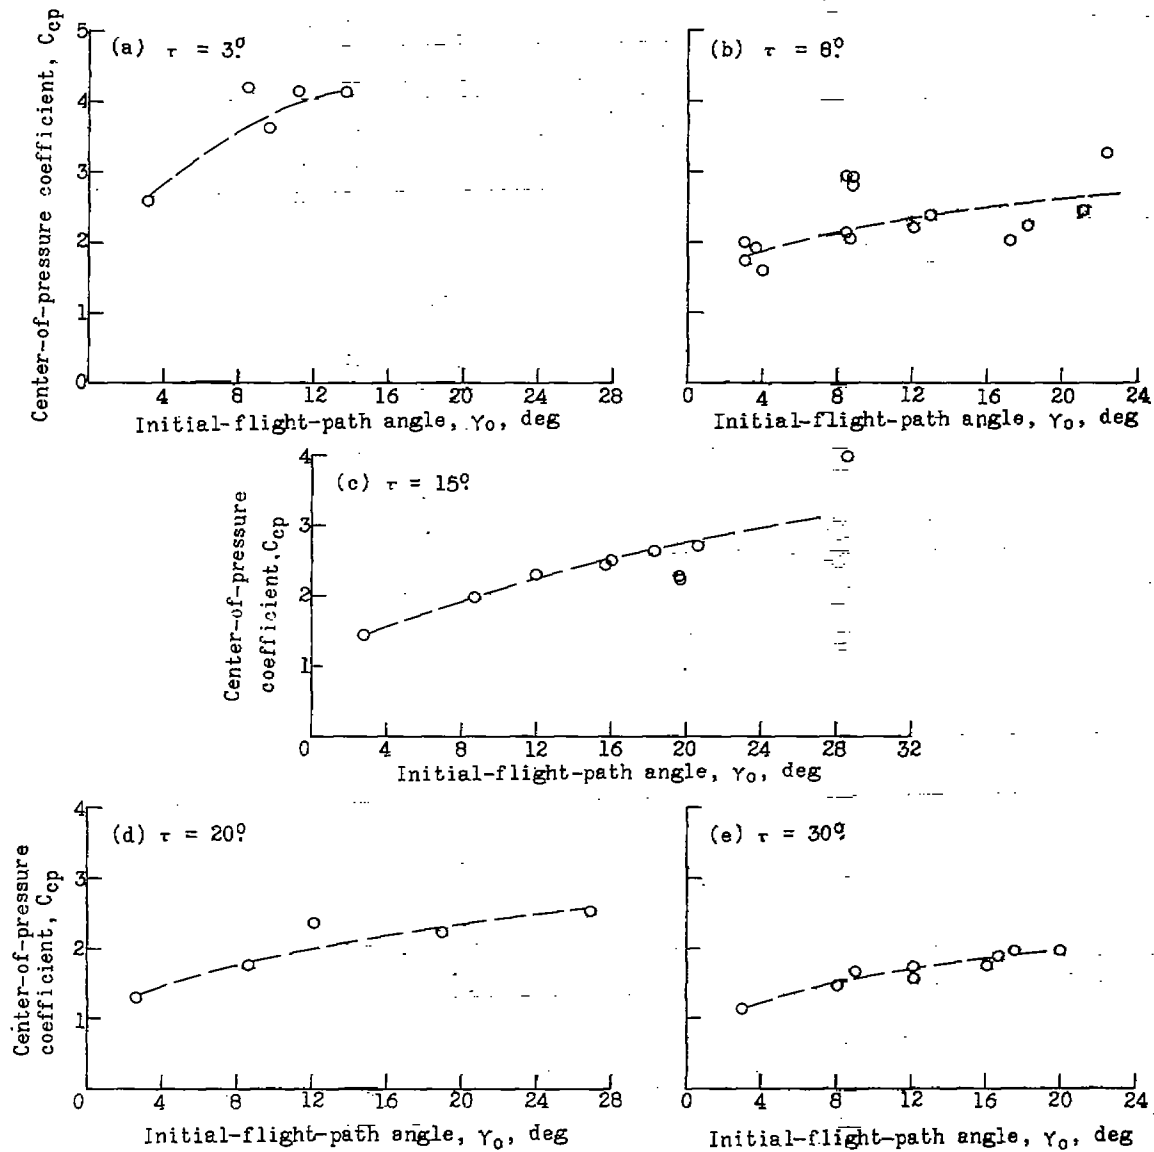 Center-of-pressure coefficient, Ccp
5
4
3
2
1
0
(a) τ = 3°
4 8 12 16 20 24 28
Initial-flight-path angle, γ₀, deg
(b) τ = 8°
0 4 8 12 16 20 24
Initial-flight-path angle, γ₀, deg
Center-of-pressure
coefficient, Ccp
4
3
2
1
(c) τ = 15°
0 4 8 12 16 20 24 28 32
Initial-flight-path angle, γ₀, deg
Center-of-pressure
coefficient, Ccp
4
3
2
1
(d) τ = 20°
0 4 8 12 16 20 24 28
Initial-flight-path angle, γ₀, deg
(e) τ = 30°
0 4 8 12 16 20 24
Initial-flight-path angle, γ₀, deg